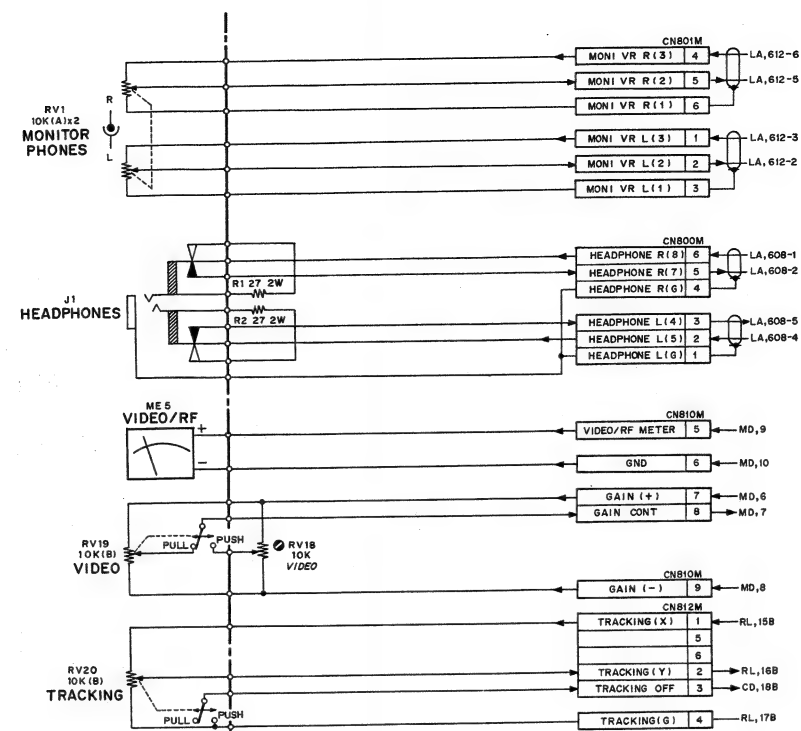 CN801M
MONI VR R(3) 4 LA,612-6
MONI VR R(2) 5 LA,612-5
MONI VR R(1) 6
RV1
10K(A)x2
MONITOR
PHONES
R
L
MONI VR L(3) 1 LA,612-3
MONI VR L(2) 2 LA,612-2
MONI VR L(1) 3
CN800M
HEADPHONE R(8) 6 LA,608-1
HEADPHONE R(7) 5 LA,608-2
HEADPHONE R(G) 4
R1 27 2W
J1
HEADPHONES
R2 27 2W
HEADPHONE L(4) 3 LA,608-5
HEADPHONE L(5) 2 LA,608-4
HEADPHONE L(G) 1
ME5
VIDEO/RF
+
-
CN810M
VIDEO/RF METER 5 MD,9
GND 6 MD,10
GAIN (+) 7 MD,6
GAIN CONT 8 MD,7
RV19
10K(B)
VIDEO
PULL
PUSH
RV18
10K
VIDEO
CN810M
GAIN (-) 9 MD,8
CN812M
TRACKING(X) 1 RL,15B
5
6
TRACKING(Y) 2 RL,16B
TRACKING OFF 3 CD,18B
RV20
10K(B)
TRACKING
PULL
PUSH
TRACKING(G) 4 RL,17B